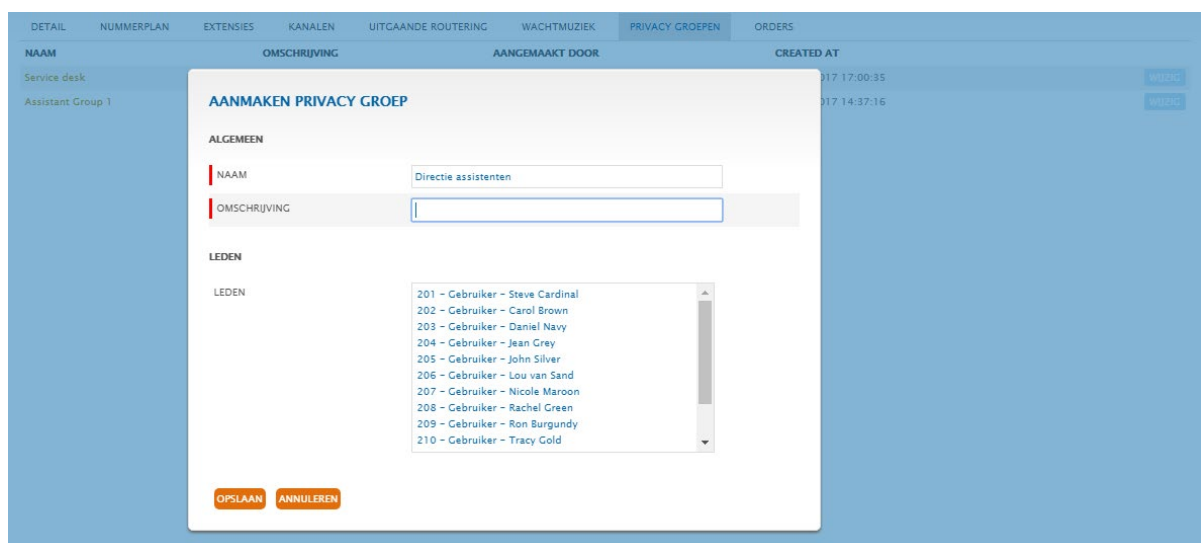 DETAIL NUMMERPLAN EXTENSIES KANALEN UITGAANDE ROUTERING WACHTMUZIEK PRIVACY GROEPEN ORDERS
NAAM OMSCHRIJVING AANGEMAAKT DOOR CREATED AT
Service desk 017 17:00:35 WIJZIG
Assistant Group 1 017 14:37:16 WIJZIG
AANMAKEN PRIVACY GROEP
ALGEMEEN
NAAM Directie assistenten
OMSCHRIJVING
LEDEN
LEDEN
201 - Gebruiker - Steve Cardinal
202 - Gebruiker - Carol Brown
203 - Gebruiker - Daniel Navy
204 - Gebruiker - Jean Grey
205 - Gebruiker - John Silver
206 - Gebruiker - Lou van Sand
207 - Gebruiker - Nicole Maroon
208 - Gebruiker - Rachel Green
209 - Gebruiker - Ron Burgundy
210 - Gebruiker - Tracy Gold
OPSLAAN ANNULEREN